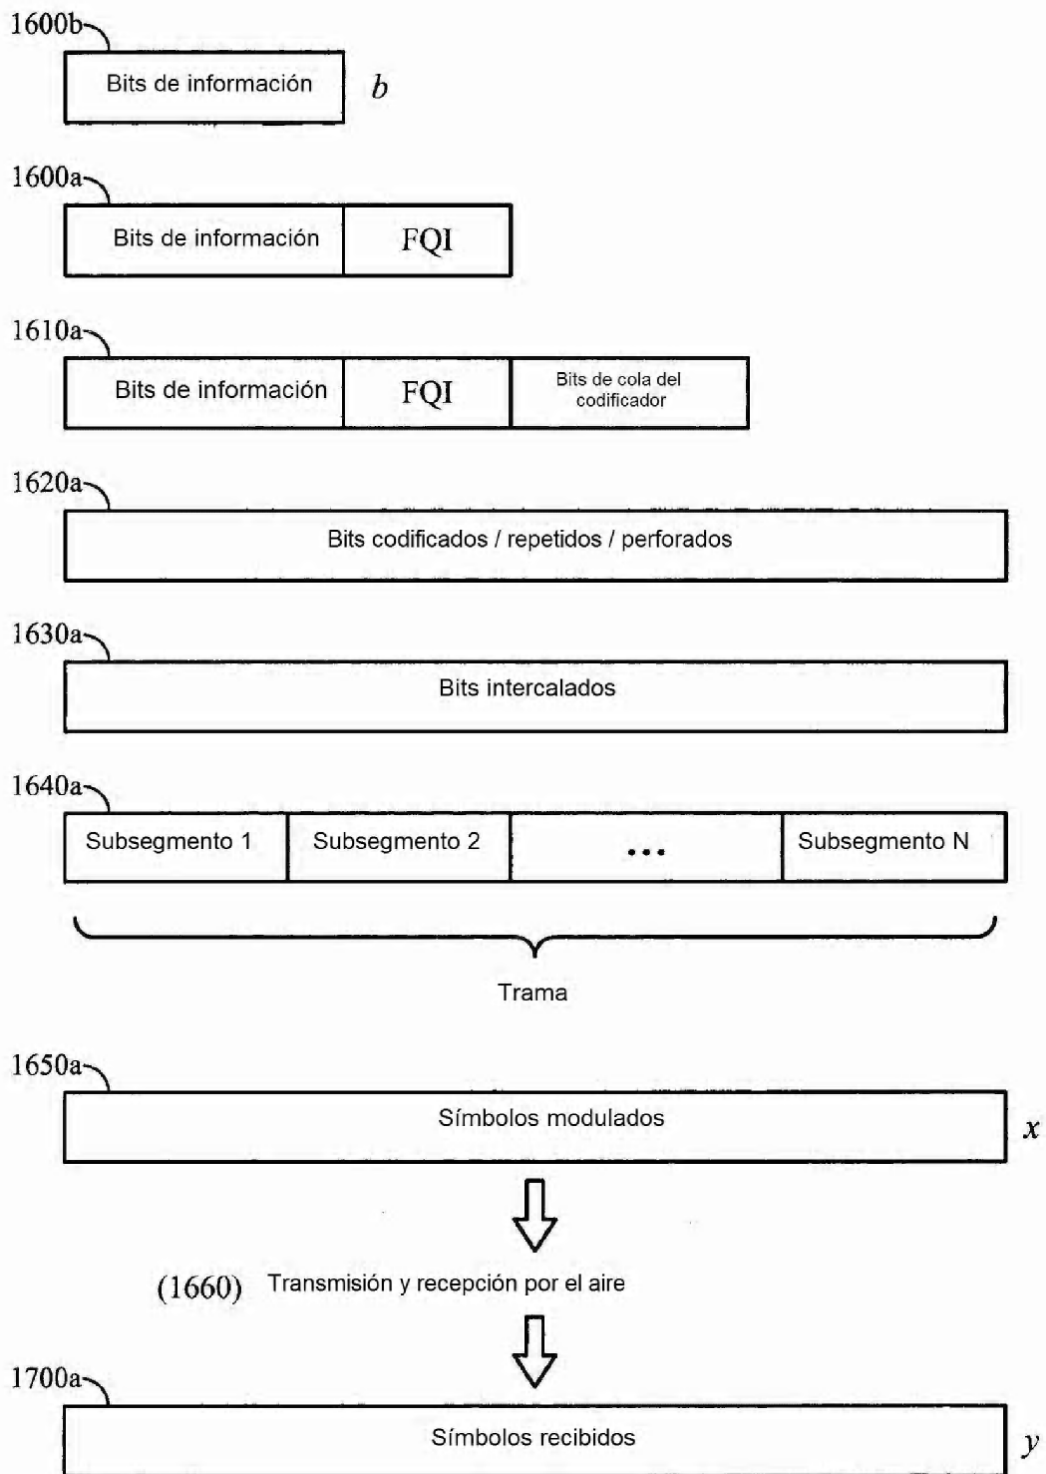 1600b
Bits de información b
1600a
Bits de información FQI
1610a
Bits de información FQI Bits de cola del
codificador
1620a
Bits codificados / repetidos / perforados
1630a
Bits intercalados
1640a
Subsegmento 1 Subsegmento 2 ... Subsegmento N
Trama
1650a
Símbolos modulados x
(1660) Transmisión y recepción por el aire
1700a
Símbolos recibidos y